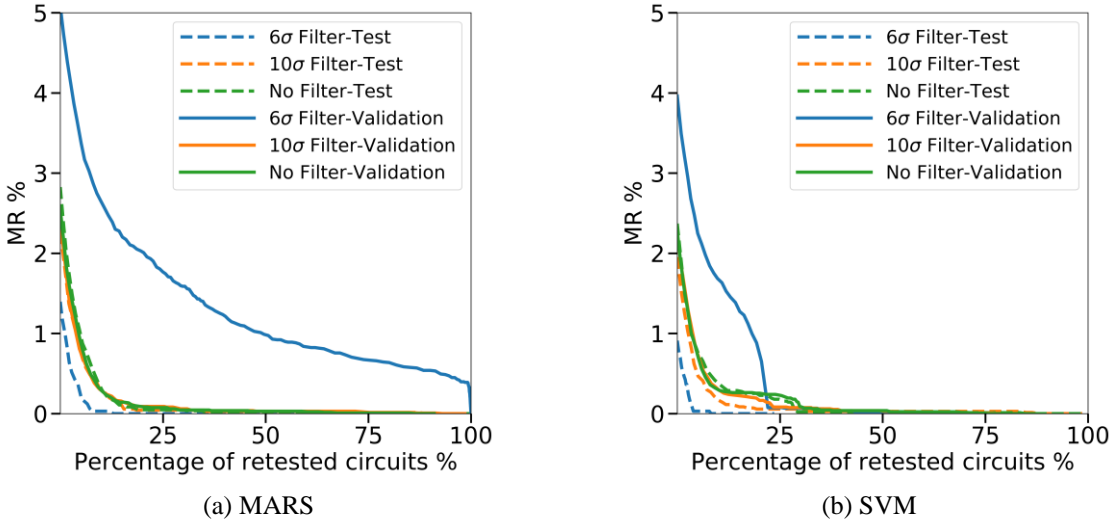 5
4
3
2
1
0
MR %
6σ Filter-Test
10σ Filter-Test
No Filter-Test
6σ Filter-Validation
10σ Filter-Validation
No Filter-Validation
25 50 75 100
Percentage of retested circuits %
(a) MARS
5
4
3
2
1
0
MR %
6σ Filter-Test
10σ Filter-Test
No Filter-Test
6σ Filter-Validation
10σ Filter-Validation
No Filter-Validation
25 50 75 100
Percentage of retested circuits %
(b) SVM